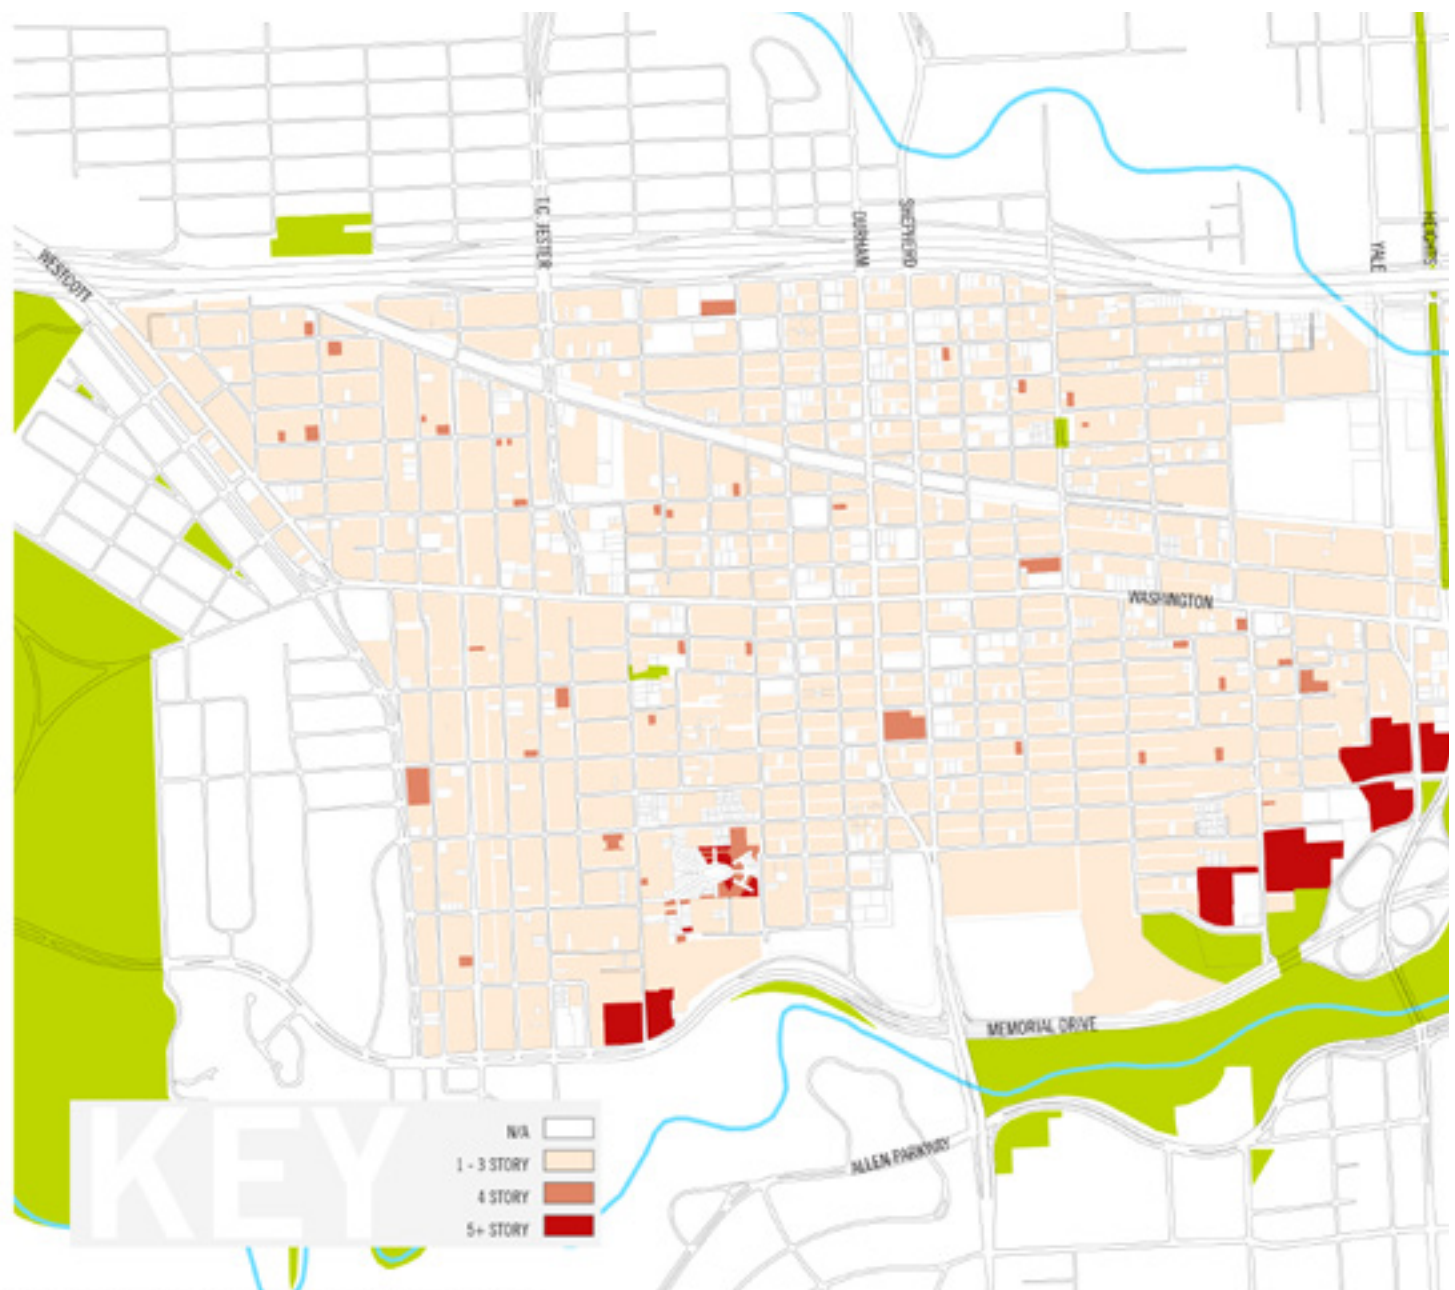 WESTCOTT
T.C. JESTER
DURHAM
SHEPHERD
YALE
HEIGHTS
WASHINGTON
MEMORIAL DRIVE
ALLEN PARKWAY
KEY
N/A
1 - 3 STORY
4 STORY
5+ STORY